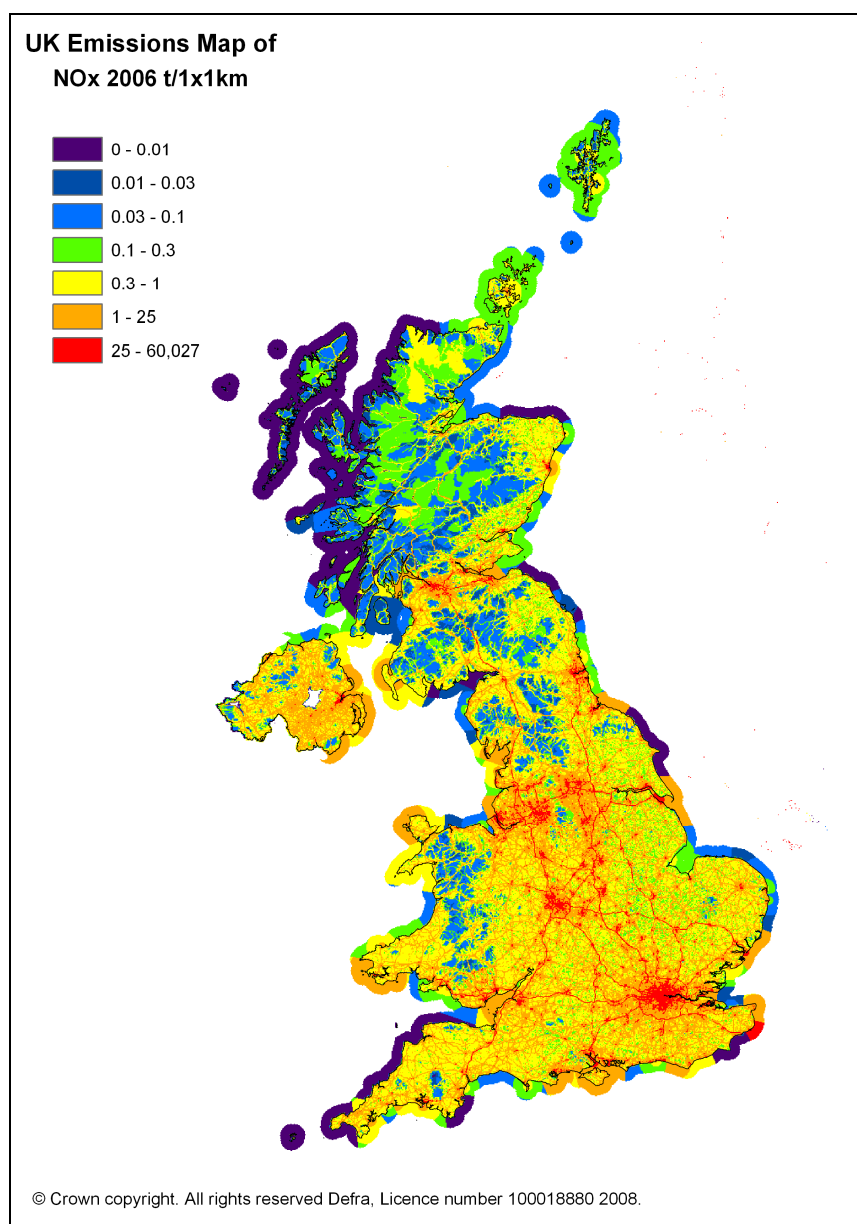 UK Emissions Map of
NOx 2006 t/1x1km
0 - 0.01
0.01 - 0.03
0.03 - 0.1
0.1 - 0.3
0.3 - 1
1 - 25
25 - 60,027
© Crown copyright. All rights reserved Defra, Licence number 100018880 2008.